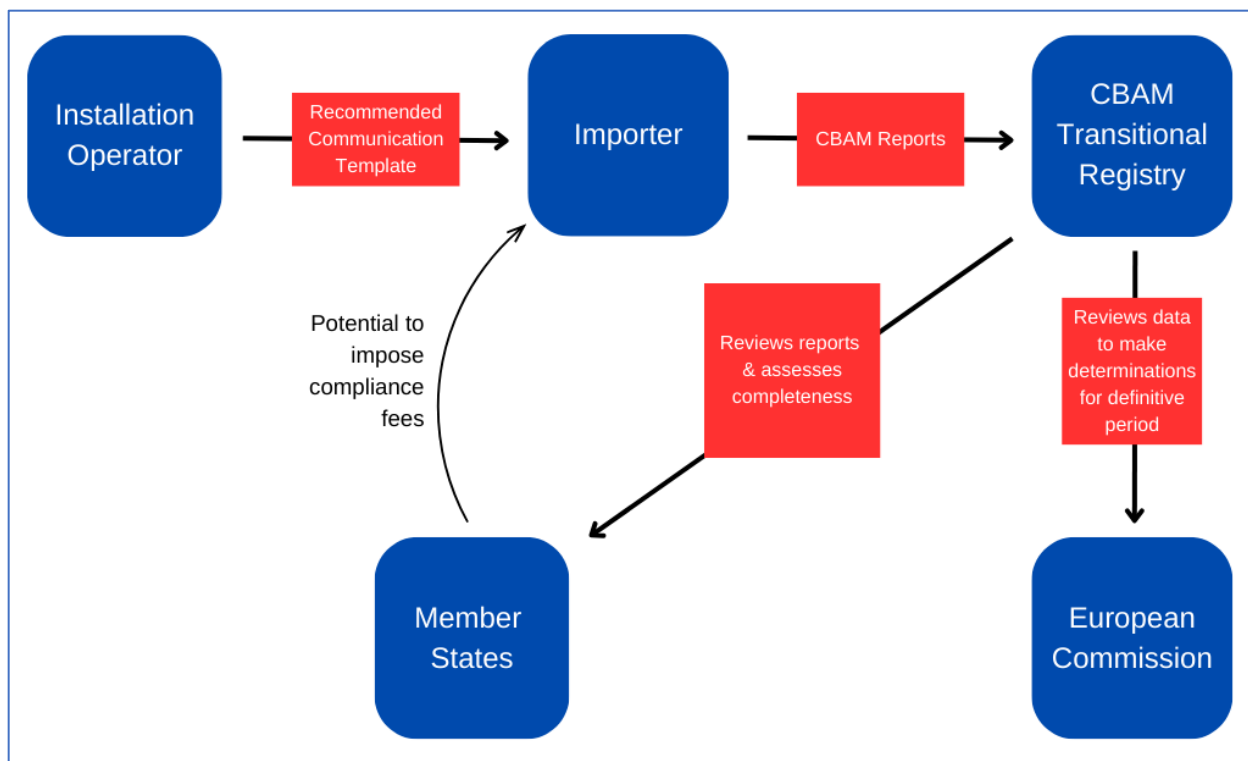 Installation
Operator
Recommended
Communication
Template
Importer
CBAM Reports
CBAM
Transitional
Registry
Potential to
impose
compliance
fees
Reviews reports
& assesses
completeness
Reviews data
to make
determinations
for definitive
period
Member
States
European
Commission